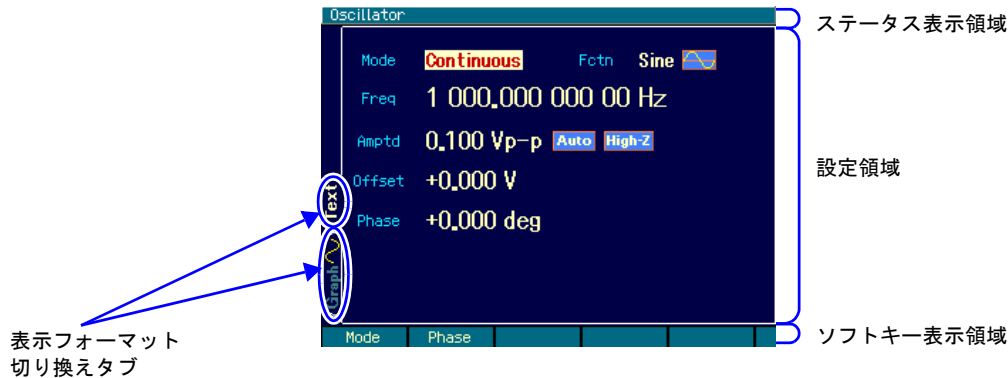 Oscillator
ステータス表示領域
Mode Continuous Fctn Sine
Freq 1 000.000 000 00 Hz
Amptd 0.100 Vp-p Auto High-Z
設定領域
Offset +0.000 V
Text
Phase +0.000 deg
Graph
表示フォーマット
切り換えタブ
Mode Phase
ソフトキー表示領域